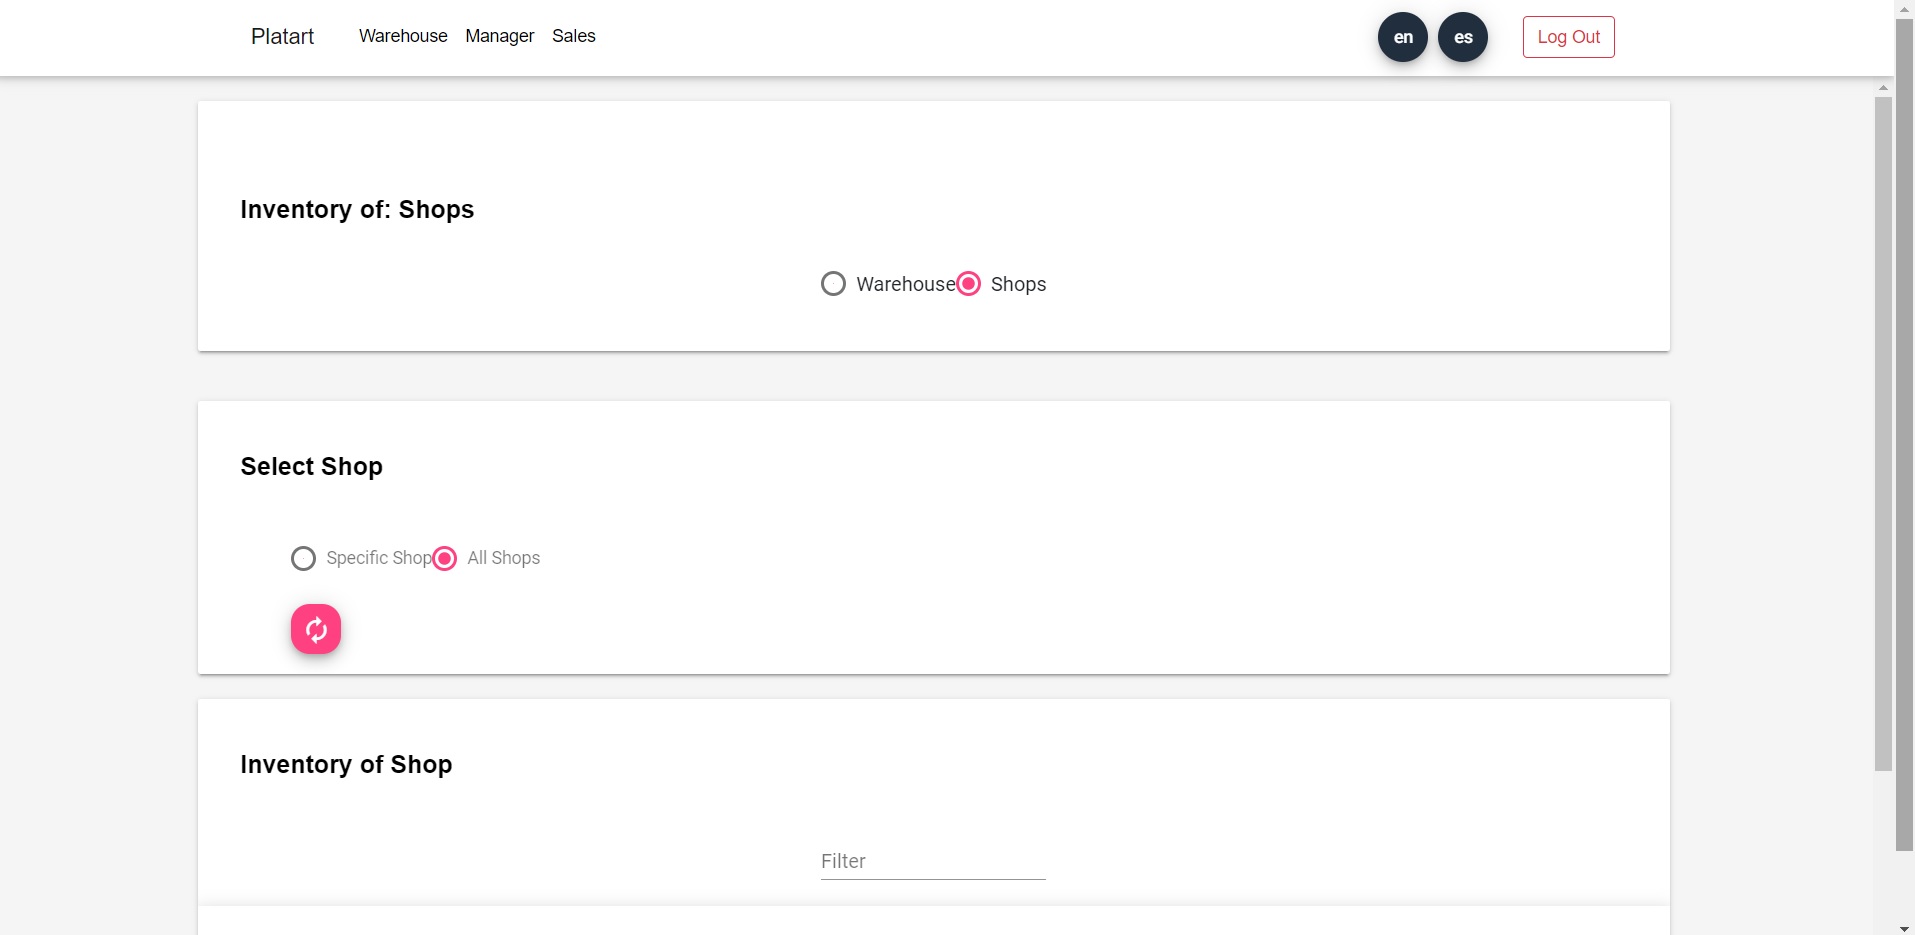 Platart Warehouse Manager Sales en es Log Out
Inventory of: Shops
Warehouse Shops
Select Shop
Specific Shop All Shops
Inventory of Shop
Filter